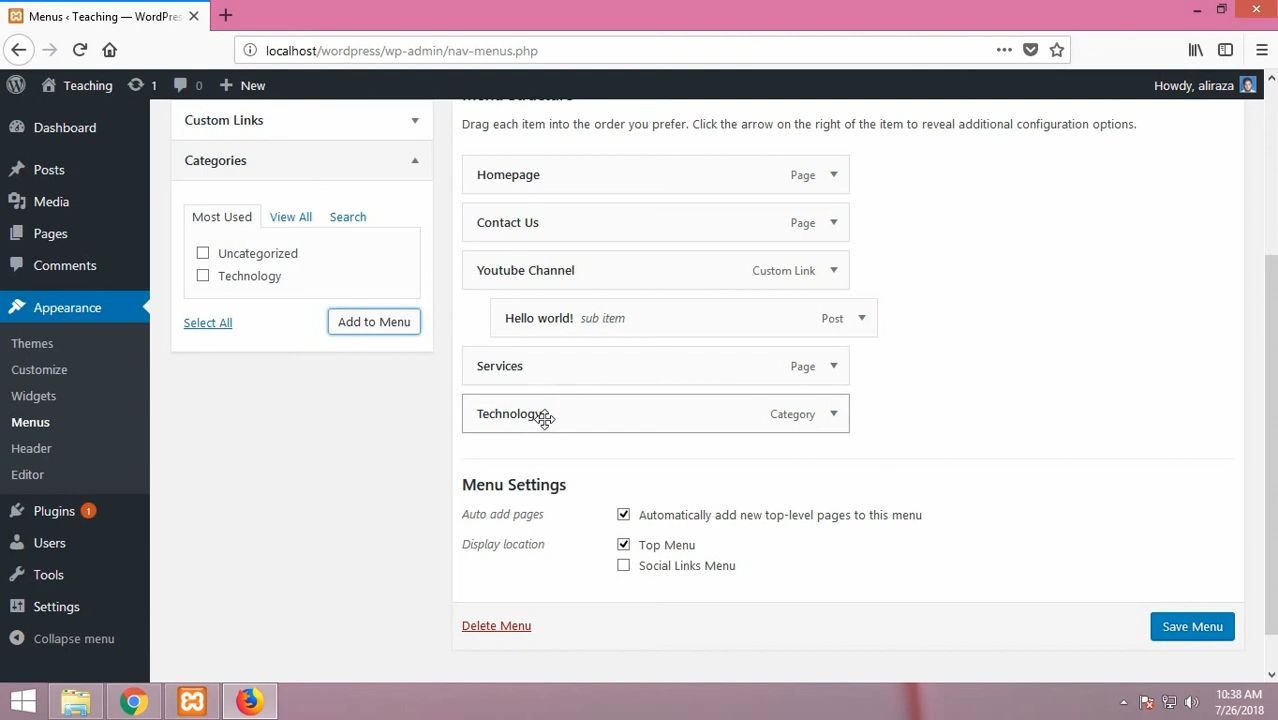 Menus ‹ Teaching — WordPres
localhost/wordpress/wp-admin/nav-menus.php
Teaching
1
0
New
Howdy, aliraza
Dashboard
Posts
Media
Pages
Comments
Appearance
Themes
Customize
Widgets
Menus
Header
Editor
Plugins 1
Users
Tools
Settings
Collapse menu
Custom Links
Categories
Most Used
View All
Search
Uncategorized
Technology
Select All
Add to Menu
Menu Structure
Drag each item into the order you prefer. Click the arrow on the right of the item to reveal additional configuration options.
Homepage Page
Contact Us Page
Youtube Channel Custom Link
Hello world! sub item Post
Services Page
Technology Category
Menu Settings
Auto add pages Automatically add new top-level pages to this menu
Display location Top Menu
Social Links Menu
Delete Menu
Save Menu
10:38 AM
7/26/2018